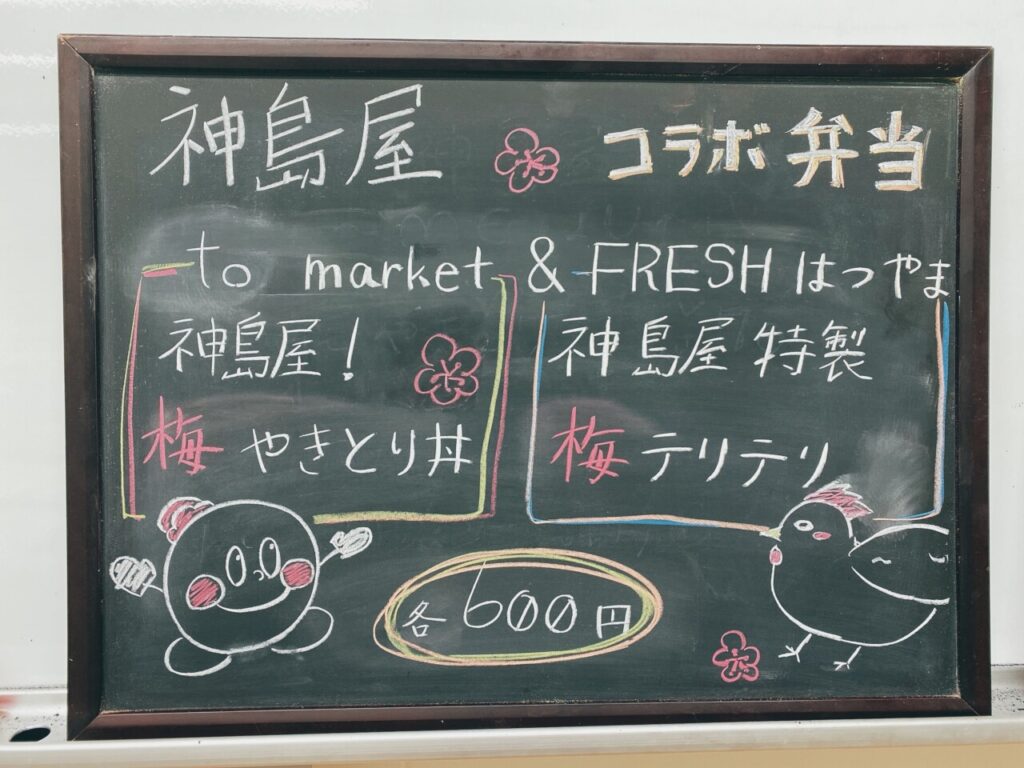 神島屋 コラボ弁当
to market & FRESH はつやま
神島屋!
梅 やきとり丼
神島屋 特製
梅 テリテリ
各 600円